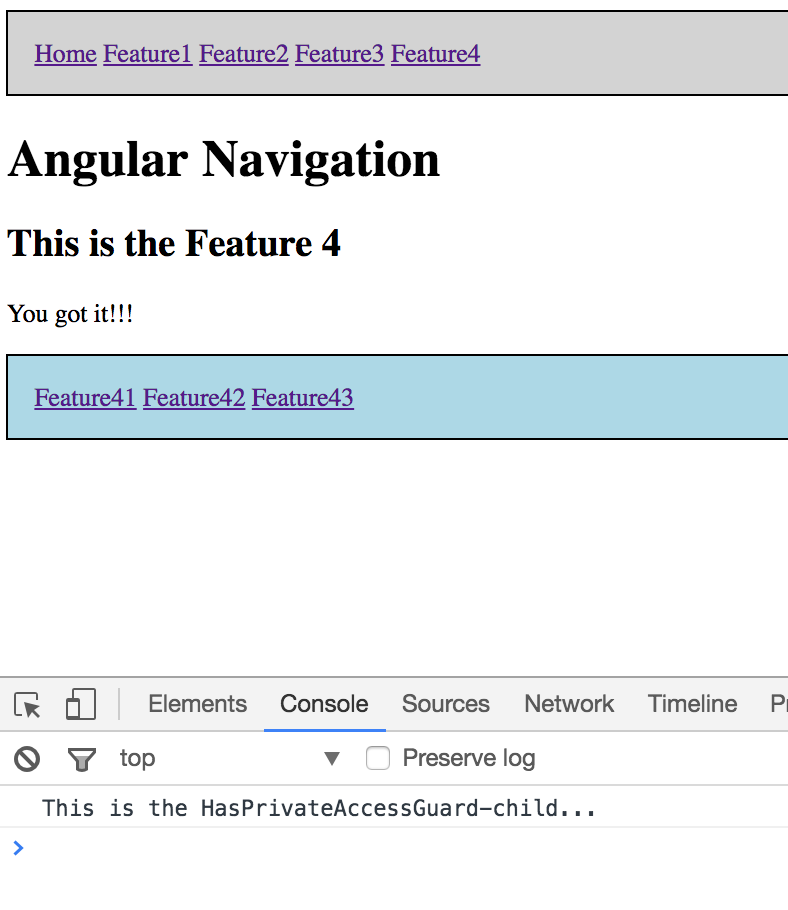 Home Feature1 Feature2 Feature3 Feature4
Angular Navigation
This is the Feature 4
You got it!!!
Feature41 Feature42 Feature43
Elements Console Sources Network Timeline
top Preserve log
This is the HasPrivateAccessGuard-child...